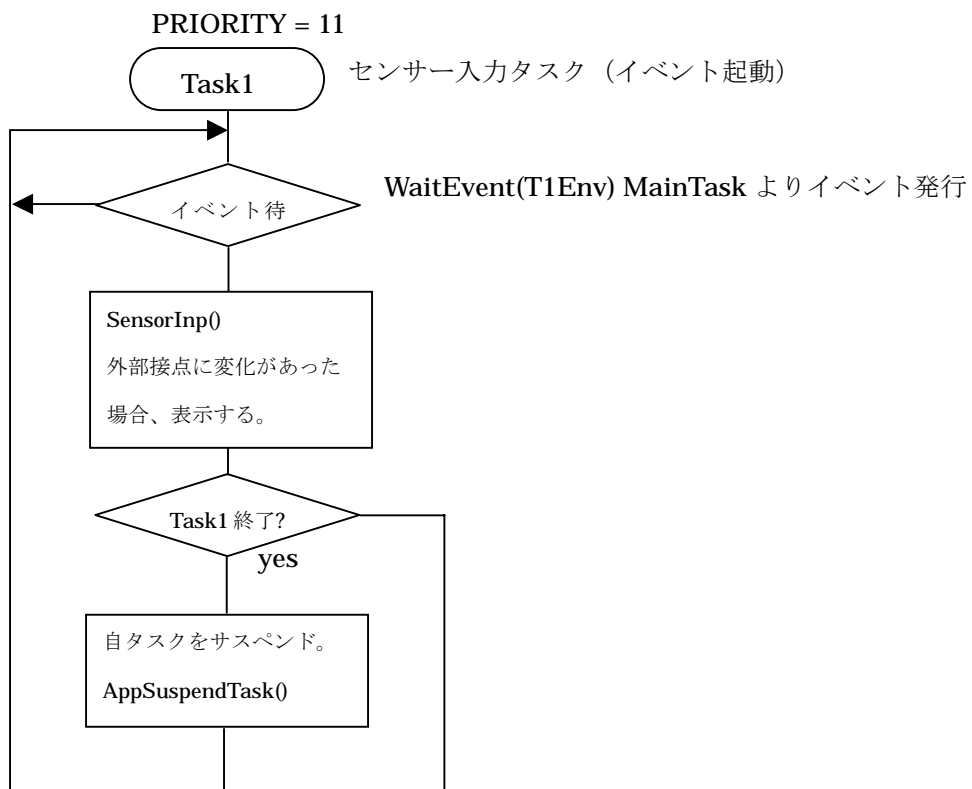 PRIORITY = 11
Task1
センサー入力タスク（イベント起動）
イベント待
WaitEvent(T1Env) MainTask よりイベント発行
SensorInp()
外部接点に変化があった
場合、表示する。
Task1 終了?
yes
自タスクをサスペンド。
AppSuspendTask()